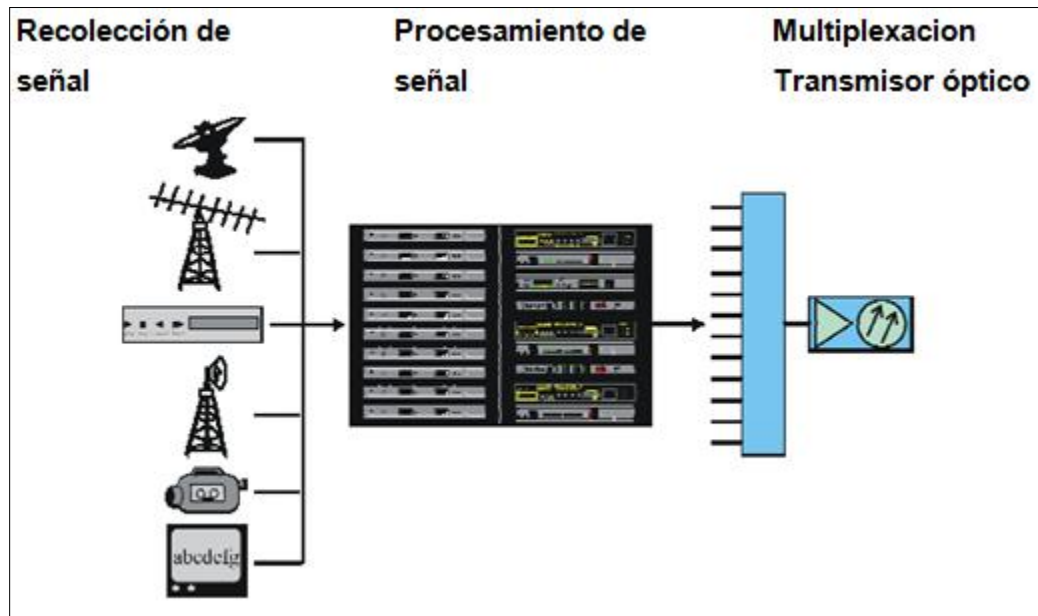 Recolección de
señal
Procesamiento de
señal
Multiplexacion
Transmisor óptico
abcdefg